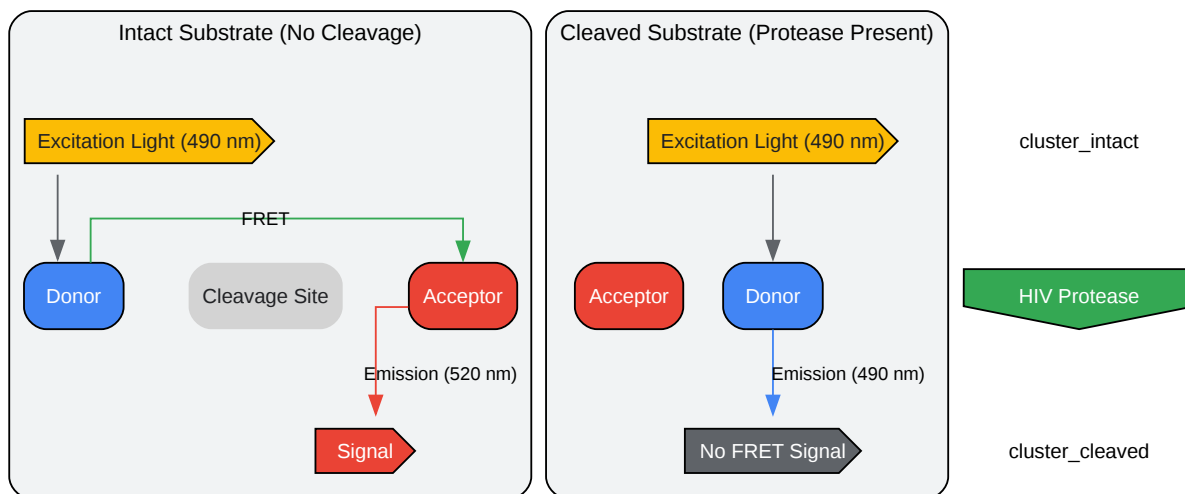 Intact Substrate (No Cleavage)
Excitation Light (490 nm)
FRET
Donor
Cleavage Site
Acceptor
Emission (520 nm)
Signal
Cleaved Substrate (Protease Present)
Excitation Light (490 nm)
Acceptor
Donor
Emission (490 nm)
No FRET Signal
cluster_intact
HIV Protease
cluster_cleaved